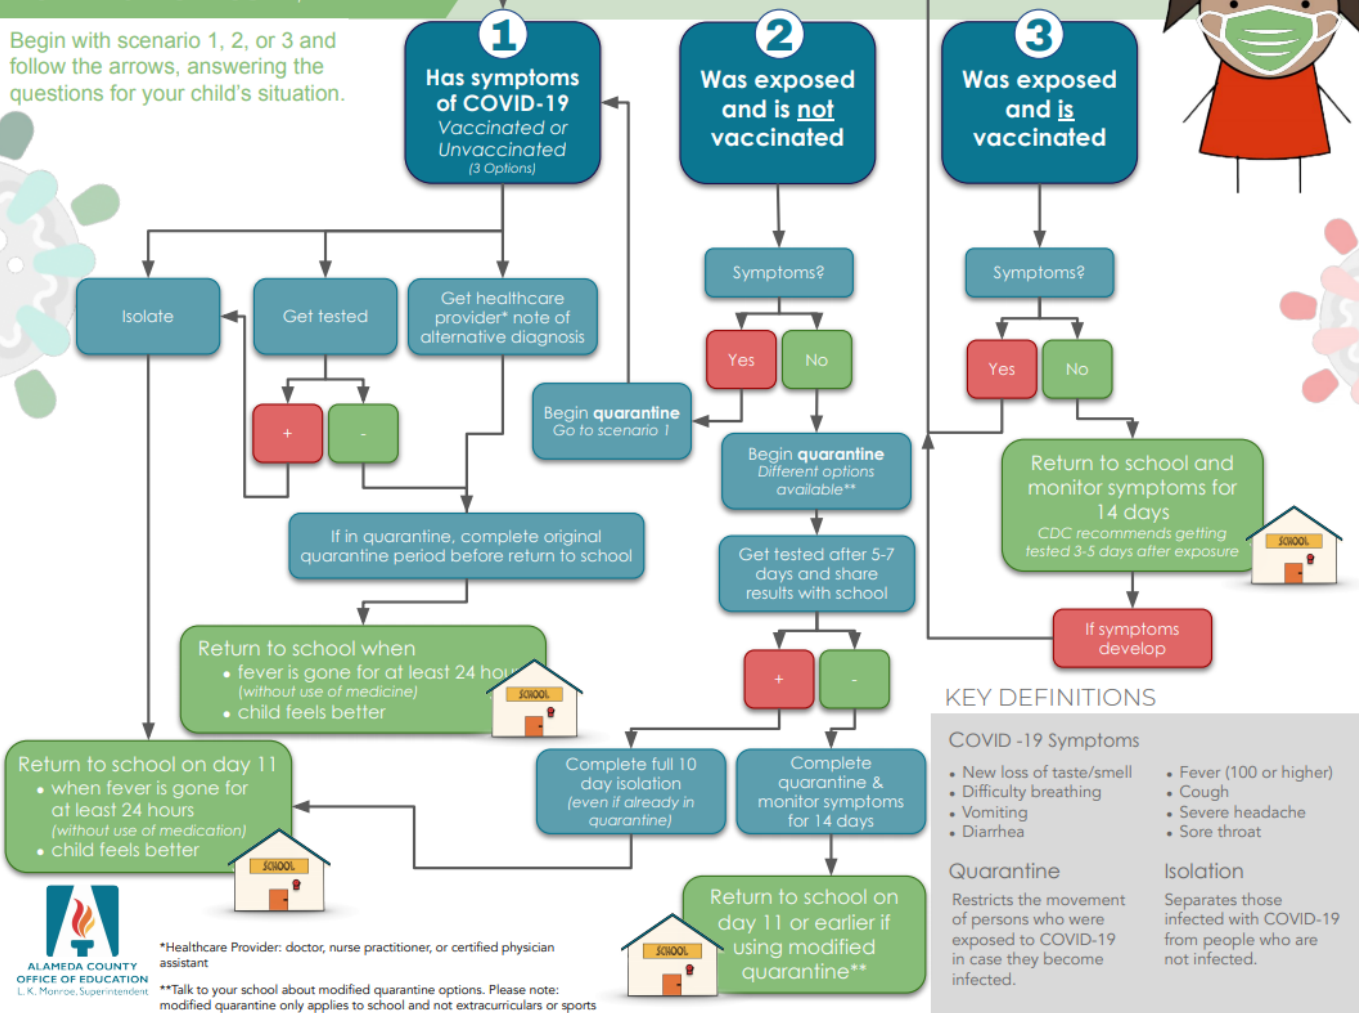 Begin with scenario 1, 2, or 3 and
follow the arrows, answering the
questions for your child's situation.
1
Has symptoms
of COVID-19
Vaccinated or
Unvaccinated
(3 Options)
2
Was exposed
and is not
vaccinated
3
Was exposed
and is
vaccinated
Isolate
Get tested
Get healthcare
provider* note of
alternative diagnosis
+
-
If in quarantine, complete original
quarantine period before return to school
Return to school when
• fever is gone for at least 24
(without use of medicine)
• child feels better
SCHOOL
Return to school on day 11
• when fever is gone for
at least 24 hours
(without use of medication)
• child feels better
SCHOOL
Symptoms?
Yes
No
Begin quarantine
Go to scenario 1
Begin quarantine
Different options
available**
Get tested after 5-7
days and share
results with school
+
-
Complete full 10
day isolation
(even if already in
quarantine)
Complete
quarantine &
monitor symptoms
for 14 days
Return to school on
day 11 or earlier if
using modified
quarantine**
SCHOOL
Symptoms?
Yes
No
Return to school and
monitor symptoms for
14 days
CDC recommends getting
tested 3-5 days after exposure
SCHOOL
If symptoms
develop
KEY DEFINITIONS
COVID -19 Symptoms
• New loss of taste/smell
• Difficulty breathing
• Vomiting
• Diarrhea
• Fever (100 or higher)
• Cough
• Severe headache
• Sore throat
Quarantine
Restricts the movement
of persons who were
exposed to COVID-19
in case they become
infected.
Isolation
Separates those
infected with COVID-19
from people who are
not infected.
ALAMEDA COUNTY
OFFICE OF EDUCATION
L. K. Monroe, Superintendent
*Healthcare Provider: doctor, nurse practitioner, or certified physician
assistant
**Talk to your school about modified quarantine options. Please note:
modified quarantine only applies to school and not extracurriculars or sports